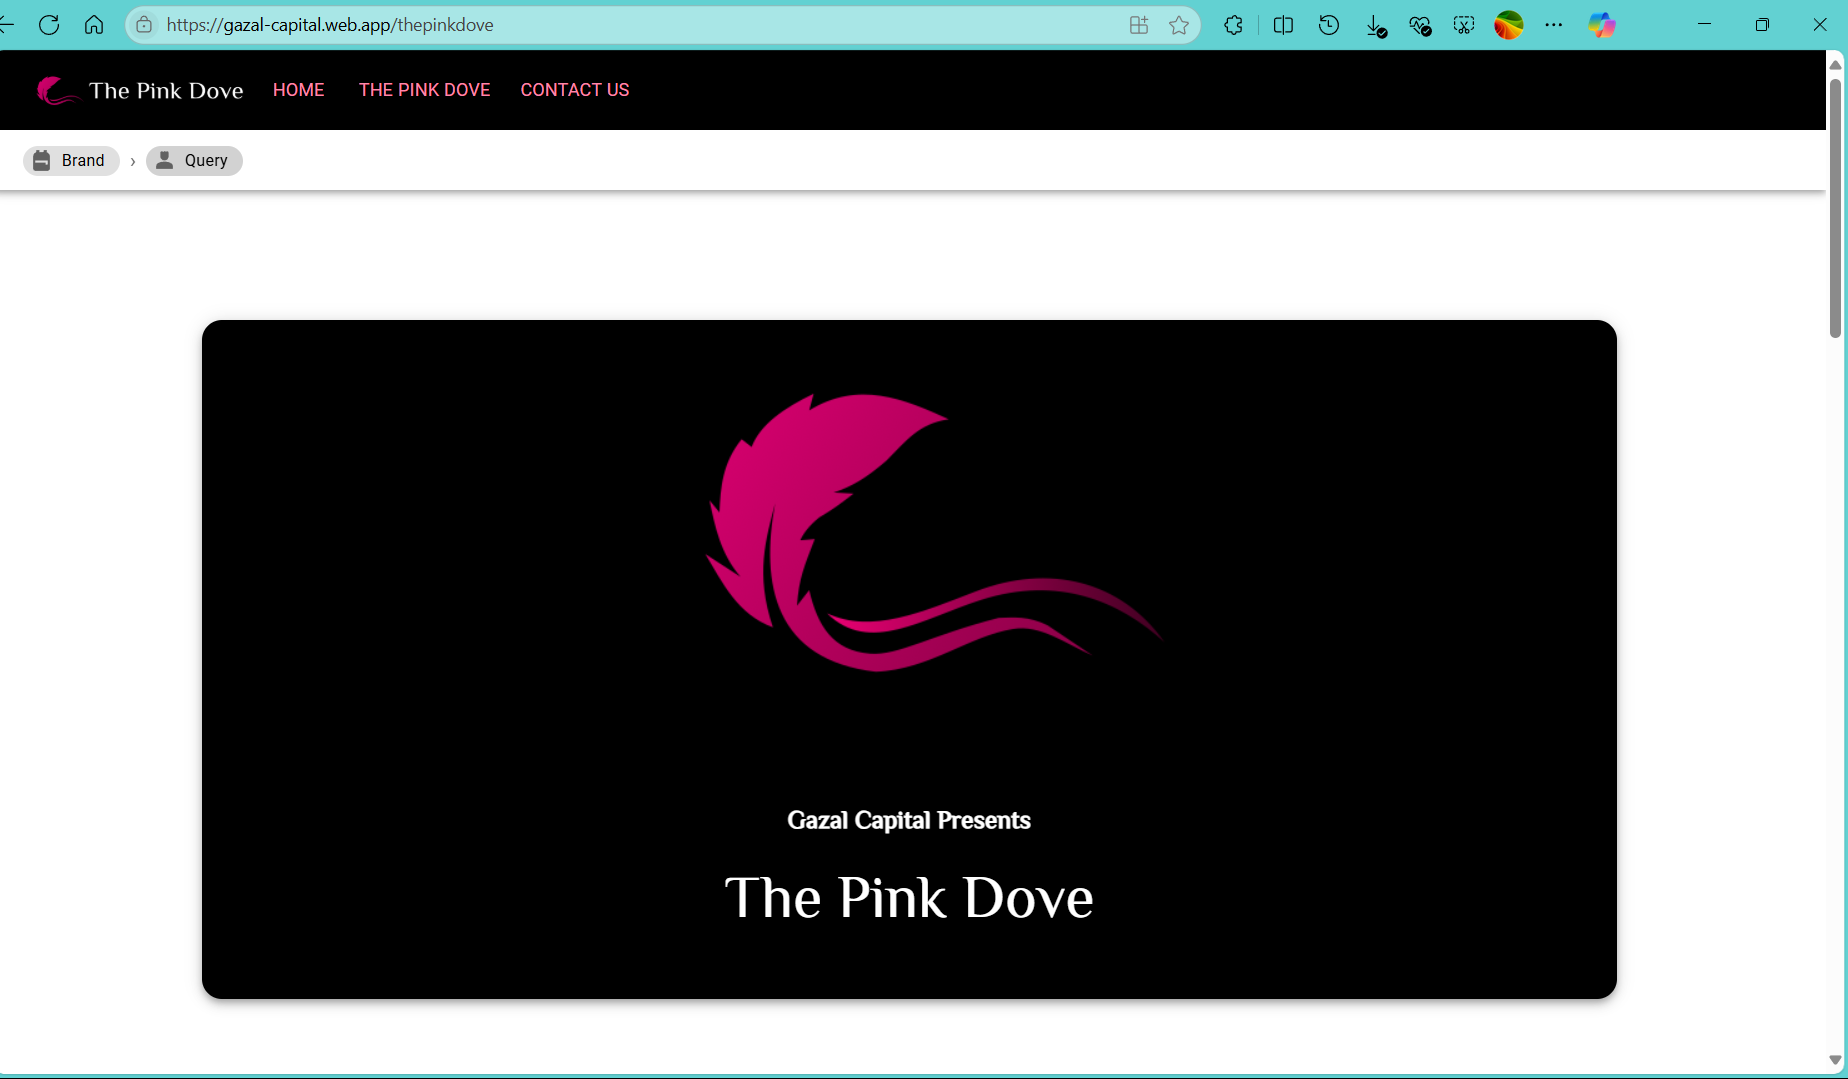 https://gazal-capital.web.app/thepinkdove
The Pink Dove HOME THE PINK DOVE CONTACT US
Brand › Query
Gazal Capital Presents
The Pink Dove